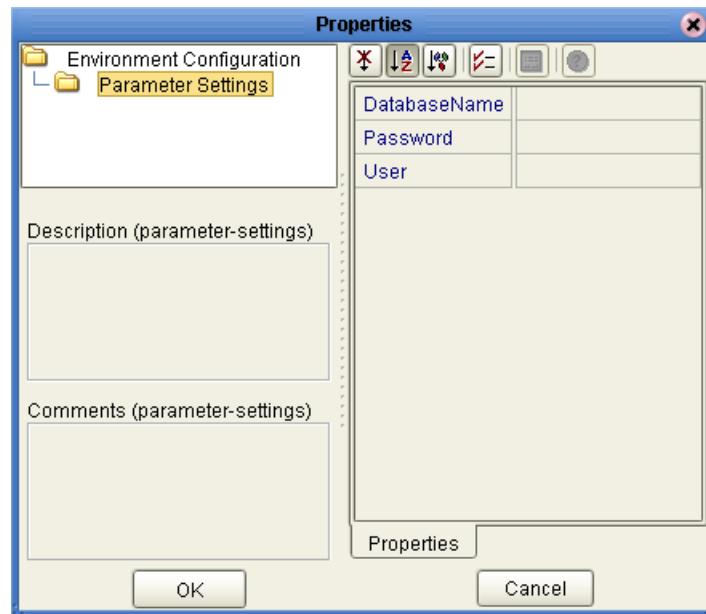 Properties
Environment Configuration
Parameter Settings
Description (parameter-settings)
Comments (parameter-settings)
DatabaseName
Password
User
Properties
OK
Cancel